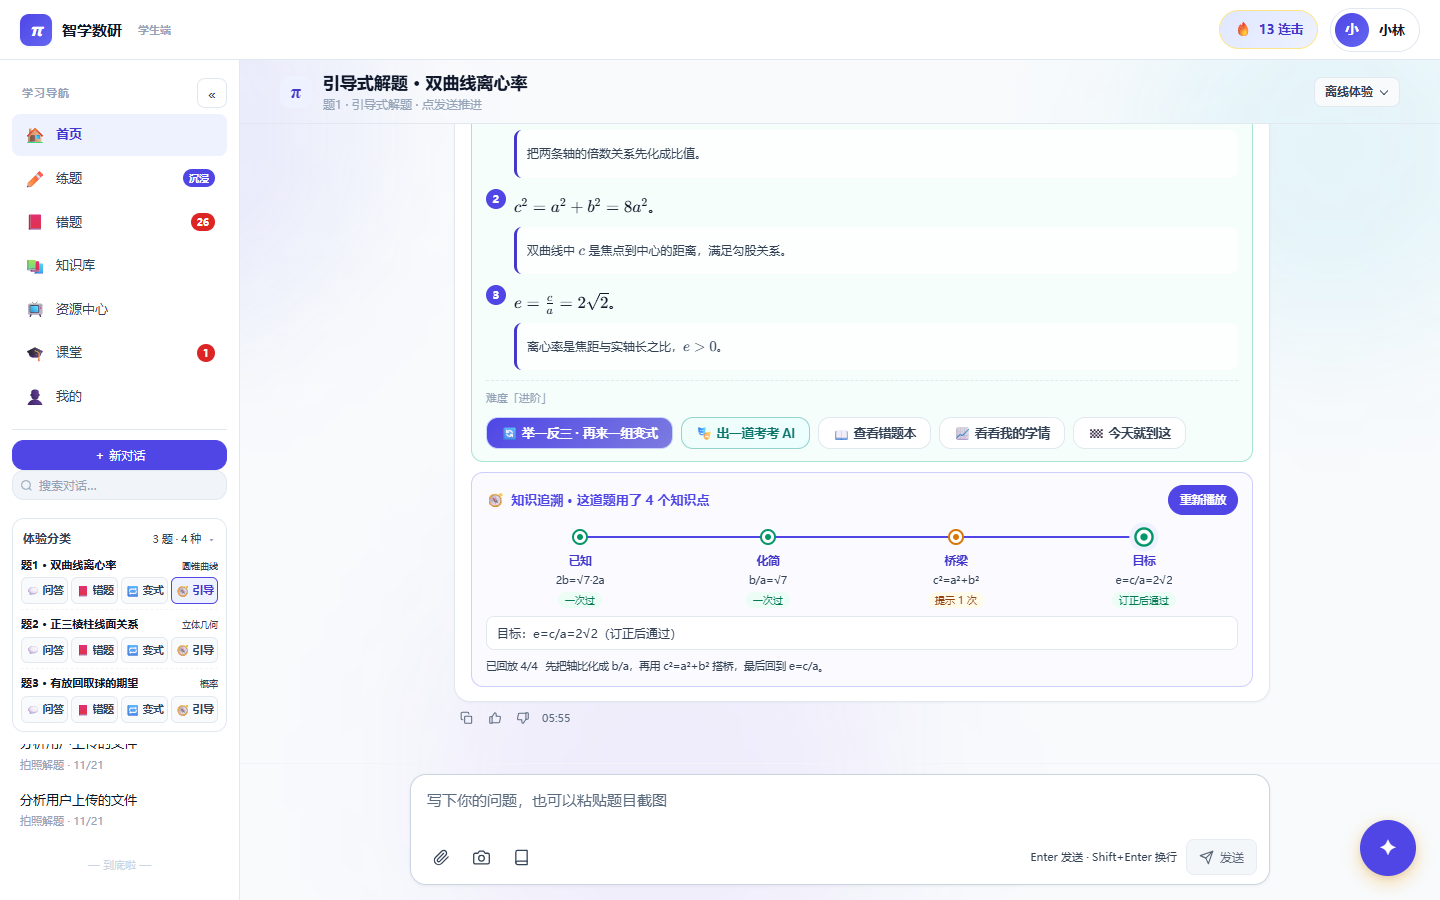 π 智学数研 学生端
13 连击
小 小林
学习导航 «
首页
练题 沉浸
错题 26
知识库
资源中心
课堂 1
我的
+ 新对话
搜索对话...
体验分类 3 题 · 4 种
题1 • 双曲线离心率 圆锥曲线
问答 错题 变式 引导
题2 • 正三棱柱线面关系 立体几何
问答 错题 变式 引导
题3 • 有放回取球的期望 概率
问答 错题 变式 引导
分析用户上传的文件
拍照解题 · 11/21
分析用户上传的文件
拍照解题 · 11/21
— 到底啦 —
π 引导式解题 • 双曲线离心率
题1 · 引导式解题 · 点发送推进
离线体验
把两条轴的倍数关系先化成比值。
2 c² = a² + b² = 8a²。
双曲线中 c 是焦点到中心的距离，满足勾股关系。
3 e = c/a = 2√2。
离心率是焦距与实轴长之比，e > 0。
难度「进阶」
举一反三 · 再来一组变式 出一道考考 AI 查看错题本 看看我的学情 今天就到这
知识追溯 • 这道题用了 4 个知识点 重新播放
已知 化简 桥梁 目标
2b=√7·2a b/a=√7 c²=a²+b² e=c/a=2√2
一次过 一次过 提示 1 次 订正后通过
目标：e=c/a=2√2（订正后通过）
已回放 4/4 先把轴比化成 b/a，再用 c²=a²+b² 搭桥，最后回到 e=c/a。
05:55
写下你的问题，也可以粘贴题目截图
Enter 发送 · Shift+Enter 换行 发送